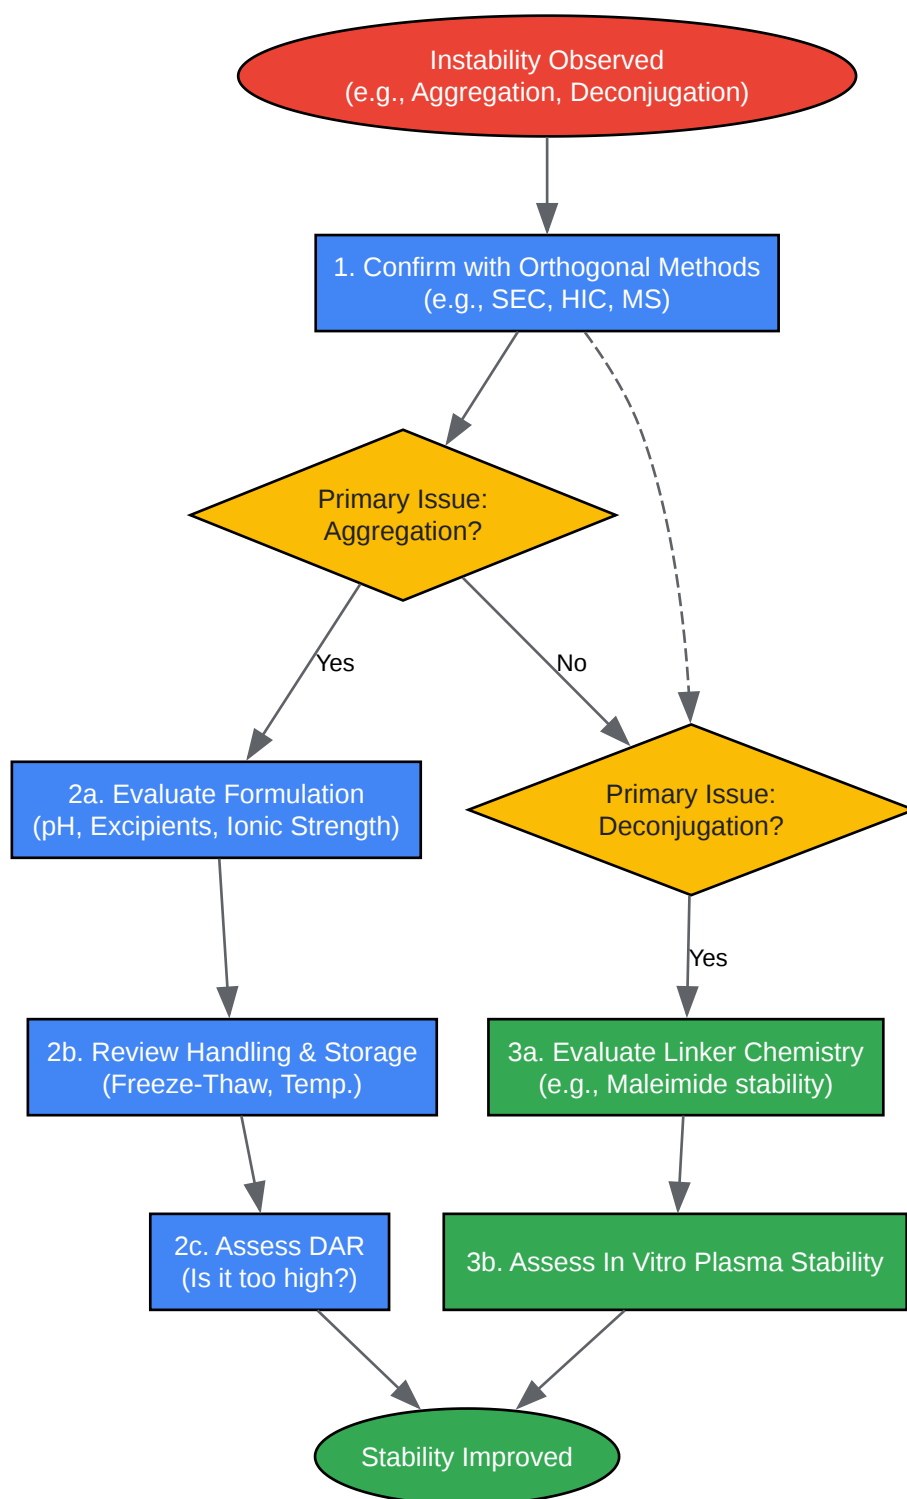 Instability Observed
(e.g., Aggregation, Deconjugation)
1. Confirm with Orthogonal Methods
(e.g., SEC, HIC, MS)
Primary Issue:
Aggregation?
Yes
No
2a. Evaluate Formulation
(pH, Excipients, Ionic Strength)
Primary Issue:
Deconjugation?
Yes
2b. Review Handling & Storage
(Freeze-Thaw, Temp.)
3a. Evaluate Linker Chemistry
(e.g., Maleimide stability)
2c. Assess DAR
(Is it too high?)
3b. Assess In Vitro Plasma Stability
Stability Improved